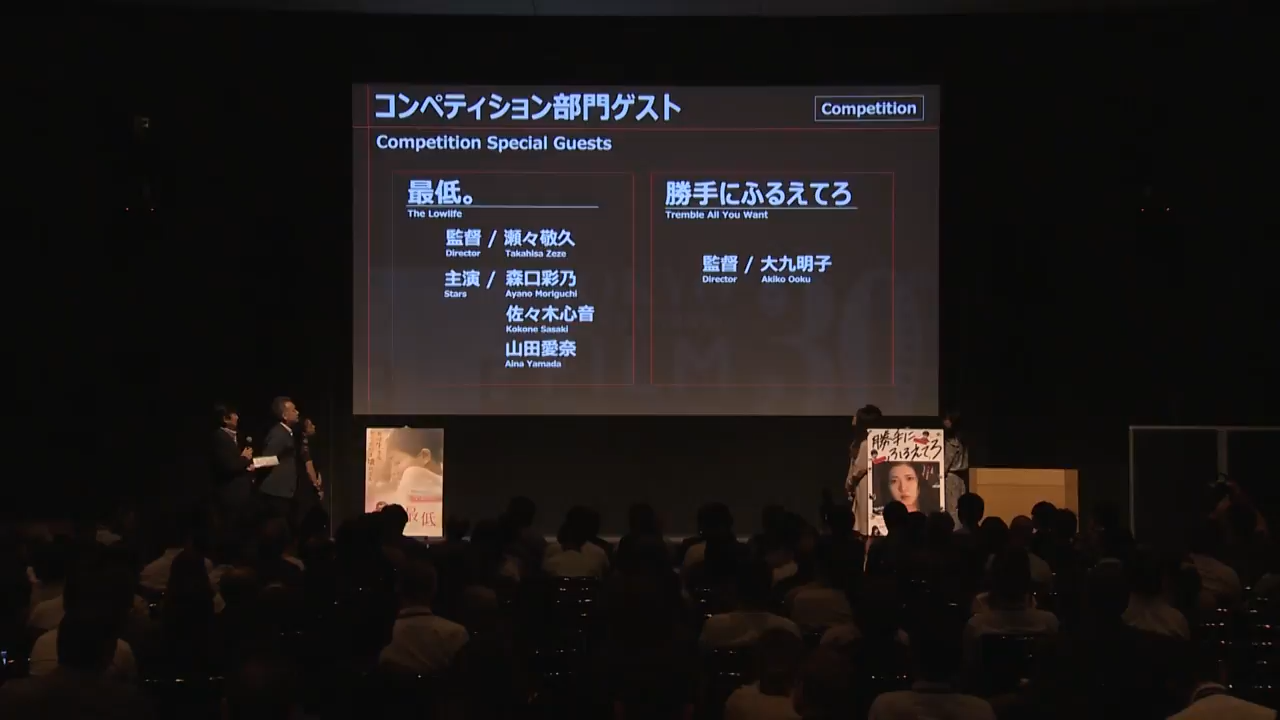 コンペティション部門ゲスト
Competition
Competition Special Guests
最低。
The Lowlife
監督 / 瀬々敬久
Director Takahisa Zeze
主演 / 森口彩乃
Stars Ayano Moriguchi
佐々木心音
Kokone Sasaki
山田愛奈
Aina Yamada
勝手にふるえてろ
Tremble All You Want
監督 / 大九明子
Director Akiko Ooku
最低
勝手に
ふるえてろ